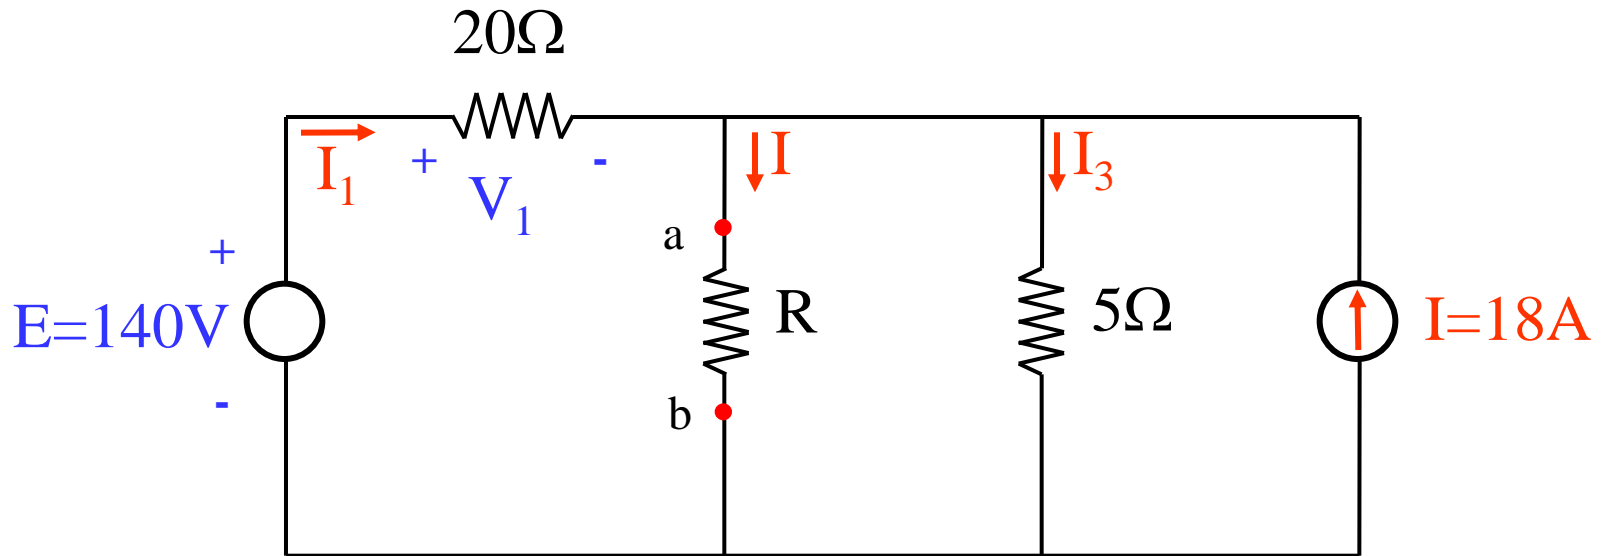 20Ω
I₁
+
V₁
-
I
I₃
+
a
E=140V
R
5Ω
I=18A
-
b